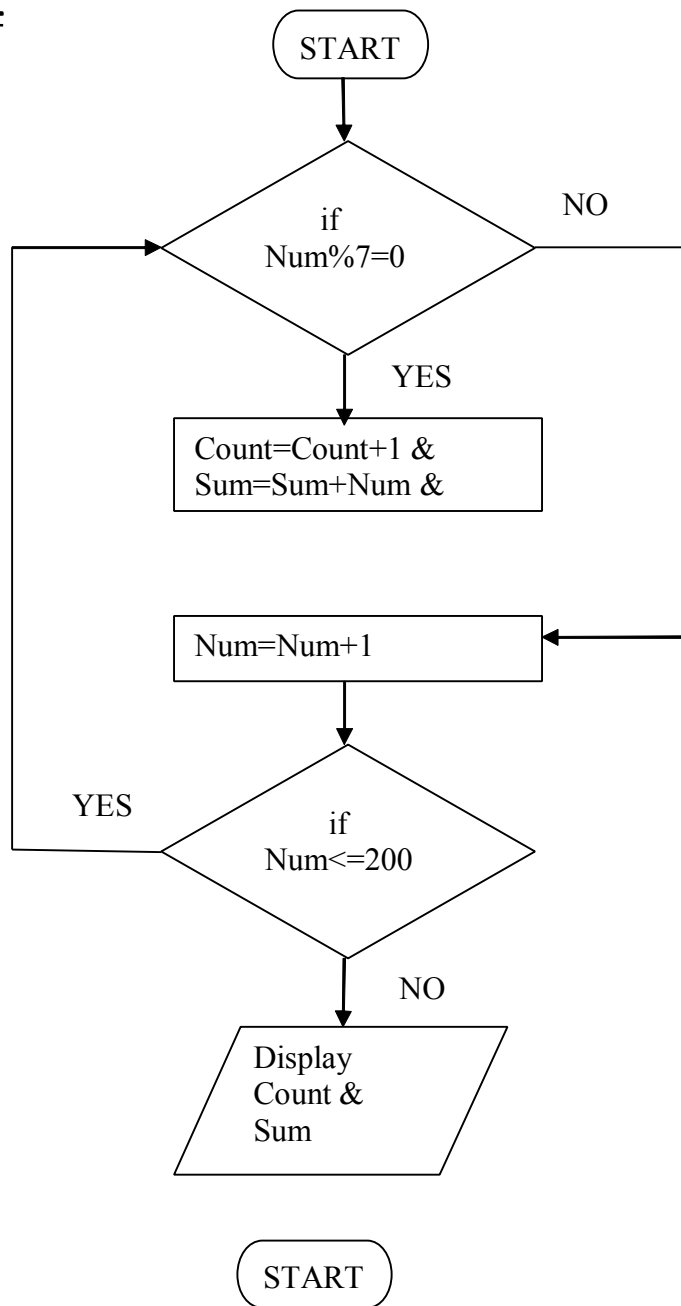 :
START
if
Num%7=0
NO
YES
Count=Count+1 &
Sum=Sum+Num &
Num=Num+1
YES
if
Num<=200
NO
Display
Count &
Sum
START